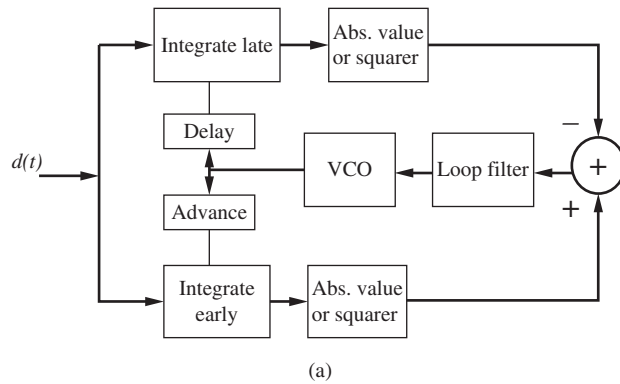 Integrate late
Abs. value
or squarer
−
Delay
d(t)
VCO
Loop filter
+
+
Advance
Integrate
early
Abs. value
or squarer
(a)